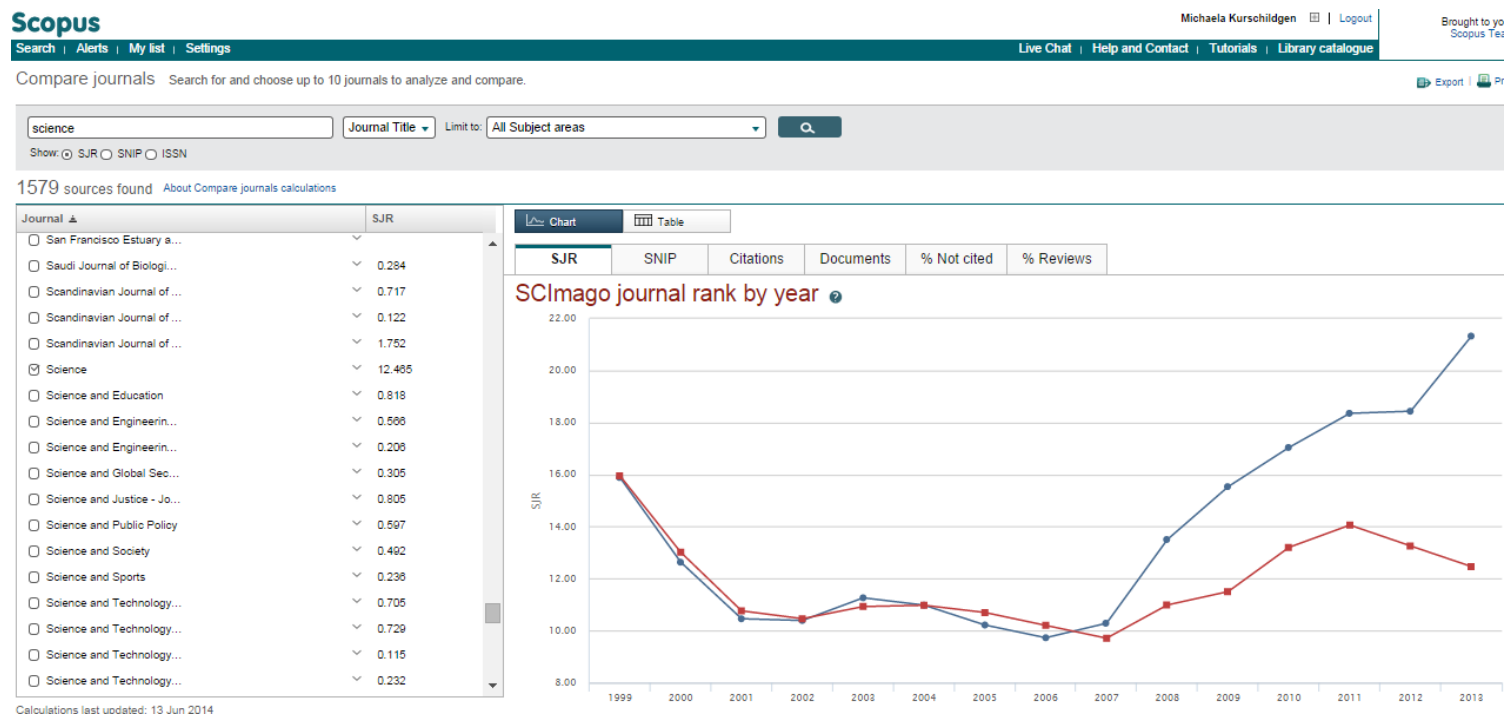 Scopus
Michaela Kurschildgen | Logout
Brought to yo
Scopus Tea
Search | Alerts | My list | Settings
Live Chat | Help and Contact | Tutorials | Library catalogue
Compare journals Search for and choose up to 10 journals to analyze and compare.
Export | Pr
science Journal Title Limit to: All Subject areas
Show: SJR SNIP ISSN
1579 sources found About Compare journals calculations
Journal SJR
San Francisco Estuary a...
Saudi Journal of Biologi... 0.284
Scandinavian Journal of ... 0.717
Scandinavian Journal of ... 0.122
Scandinavian Journal of ... 1.752
Science 12.465
Science and Education 0.818
Science and Engineerin... 0.566
Science and Engineerin... 0.206
Science and Global Sec... 0.305
Science and Justice - Jo... 0.805
Science and Public Policy 0.597
Science and Society 0.492
Science and Sports 0.236
Science and Technology... 0.705
Science and Technology... 0.729
Science and Technology... 0.115
Science and Technology... 0.232
Calculations last updated: 13 Jun 2014
Chart Table
SJR SNIP Citations Documents % Not cited % Reviews
SCImago journal rank by year ?
22.00
20.00
18.00
16.00
14.00
12.00
10.00
8.00
SJR
1999 2000 2001 2002 2003 2004 2005 2006 2007 2008 2009 2010 2011 2012 2013